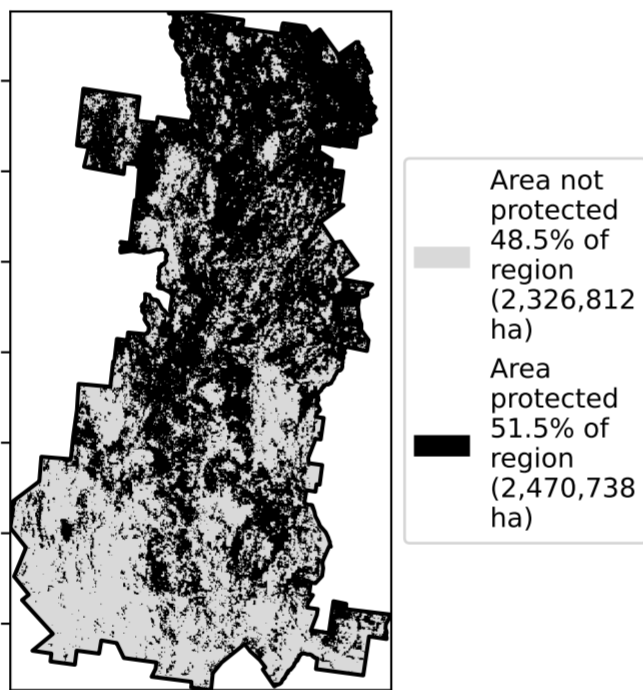 Area not
protected
48.5% of
region
(2,326,812
ha)
Area
protected
51.5% of
region
(2,470,738
ha)